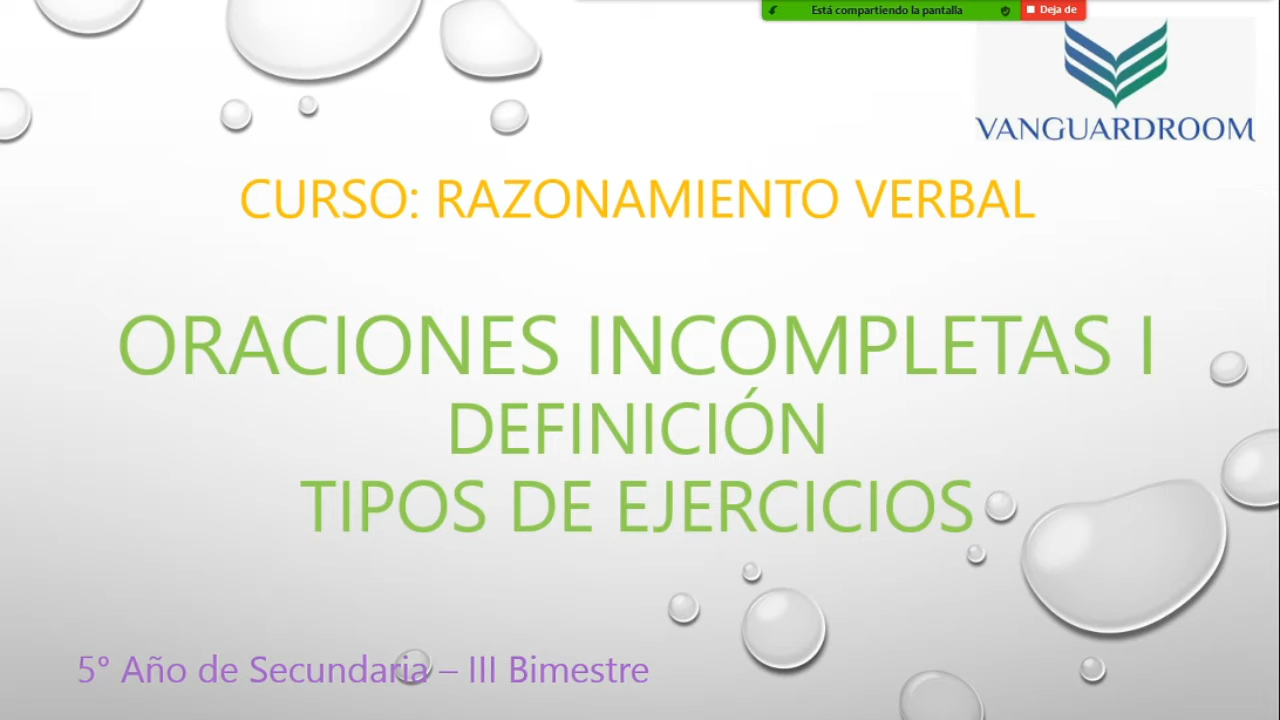 Está compartiendo la pantalla
Deja de
VANGUARDROOM
CURSO: RAZONAMIENTO VERBAL
ORACIONES INCOMPLETAS I
DEFINICIÓN
TIPOS DE EJERCICIOS
5° Año de Secundaria – III Bimestre